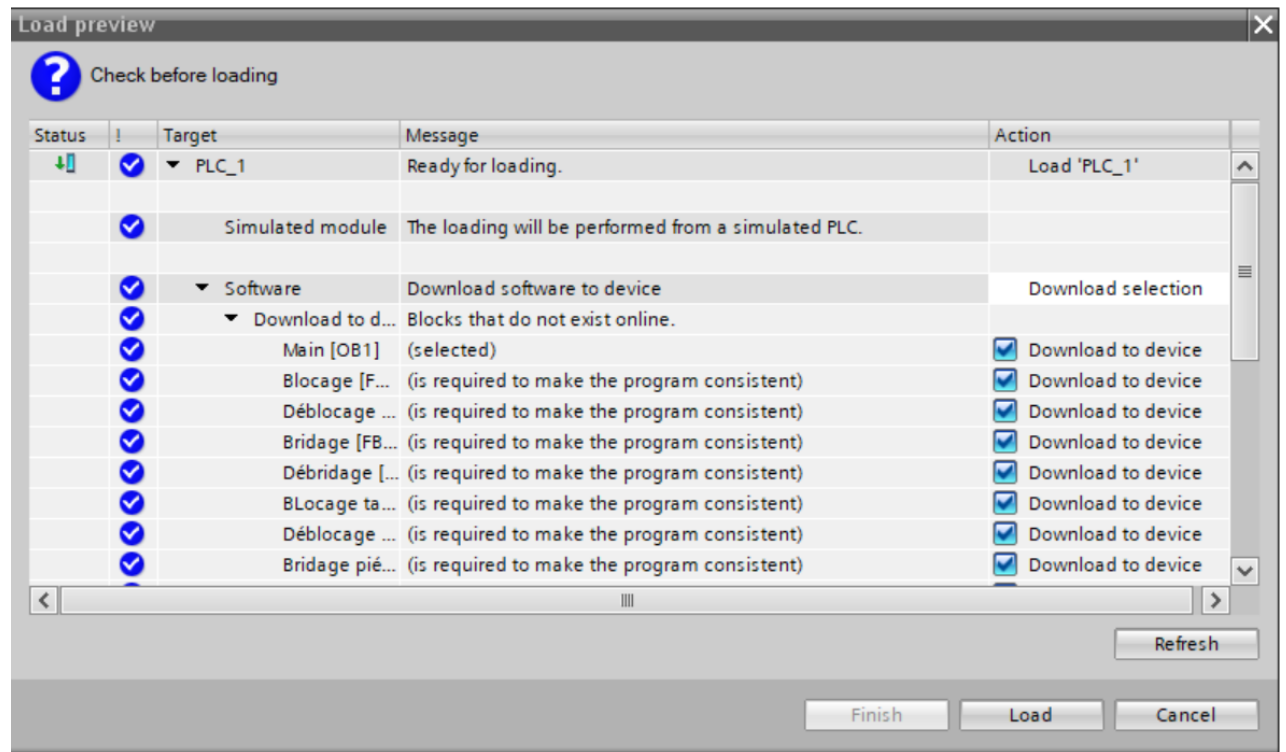 Load preview
Check before loading
Status ! Target Message Action
PLC_1 Ready for loading. Load 'PLC_1'
Simulated module The loading will be performed from a simulated PLC.
Software Download software to device Download selection
Download to d... Blocks that do not exist online.
Main [OB1] (selected) Download to device
Blocage [F... (is required to make the program consistent) Download to device
Déblocage ... (is required to make the program consistent) Download to device
Bridage [FB... (is required to make the program consistent) Download to device
Débridage [... (is required to make the program consistent) Download to device
BLocage ta... (is required to make the program consistent) Download to device
Déblocage ... (is required to make the program consistent) Download to device
Bridage pié... (is required to make the program consistent) Download to device
Refresh
Finish Load Cancel